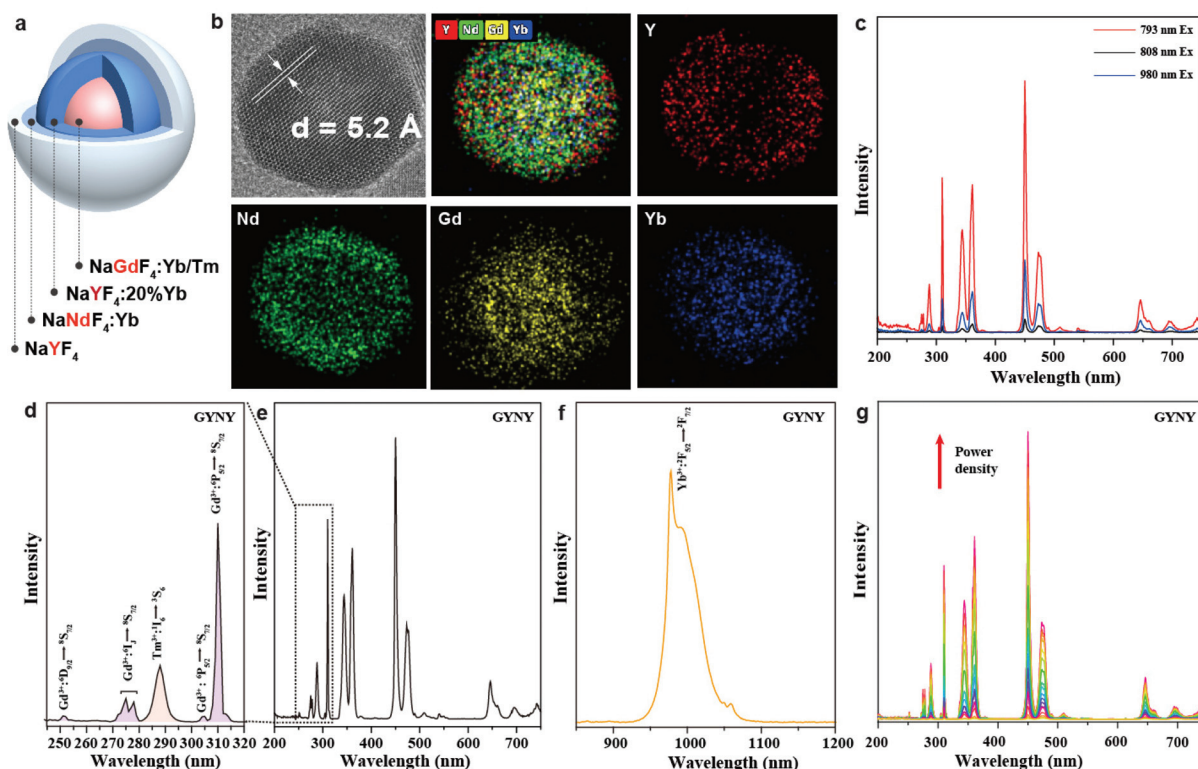 a
NaGdF4:Yb/Tm
NaYF4:20%Yb
NaNdF4:Yb
NaYF4
b
d = 5.2 Å
Y Nd Gd Yb
Y
Nd
Gd
Yb
c
793 nm Ex
808 nm Ex
980 nm Ex
Intensity
200 300 400 500 600 700
Wavelength (nm)
d
GYNY
Gd3+:6D9/2→8S7/2
Gd3+:6IJ→8S7/2
Tm3+:1I6→3S6
Gd3+: 6P5/2→8S7/2
Gd3+:6P5/2→8S7/2
Intensity
250 260 270 280 290 300 310 320
Wavelength (nm)
e
GYNY
Intensity
200 300 400 500 600 700
Wavelength (nm)
f
GYNY
Yb3+:2F5/2→2F7/2
Intensity
900 1000 1100 1200
Wavelength (nm)
g
GYNY
Power
density
Intensity
200 300 400 500 600 700
Wavelength (nm)